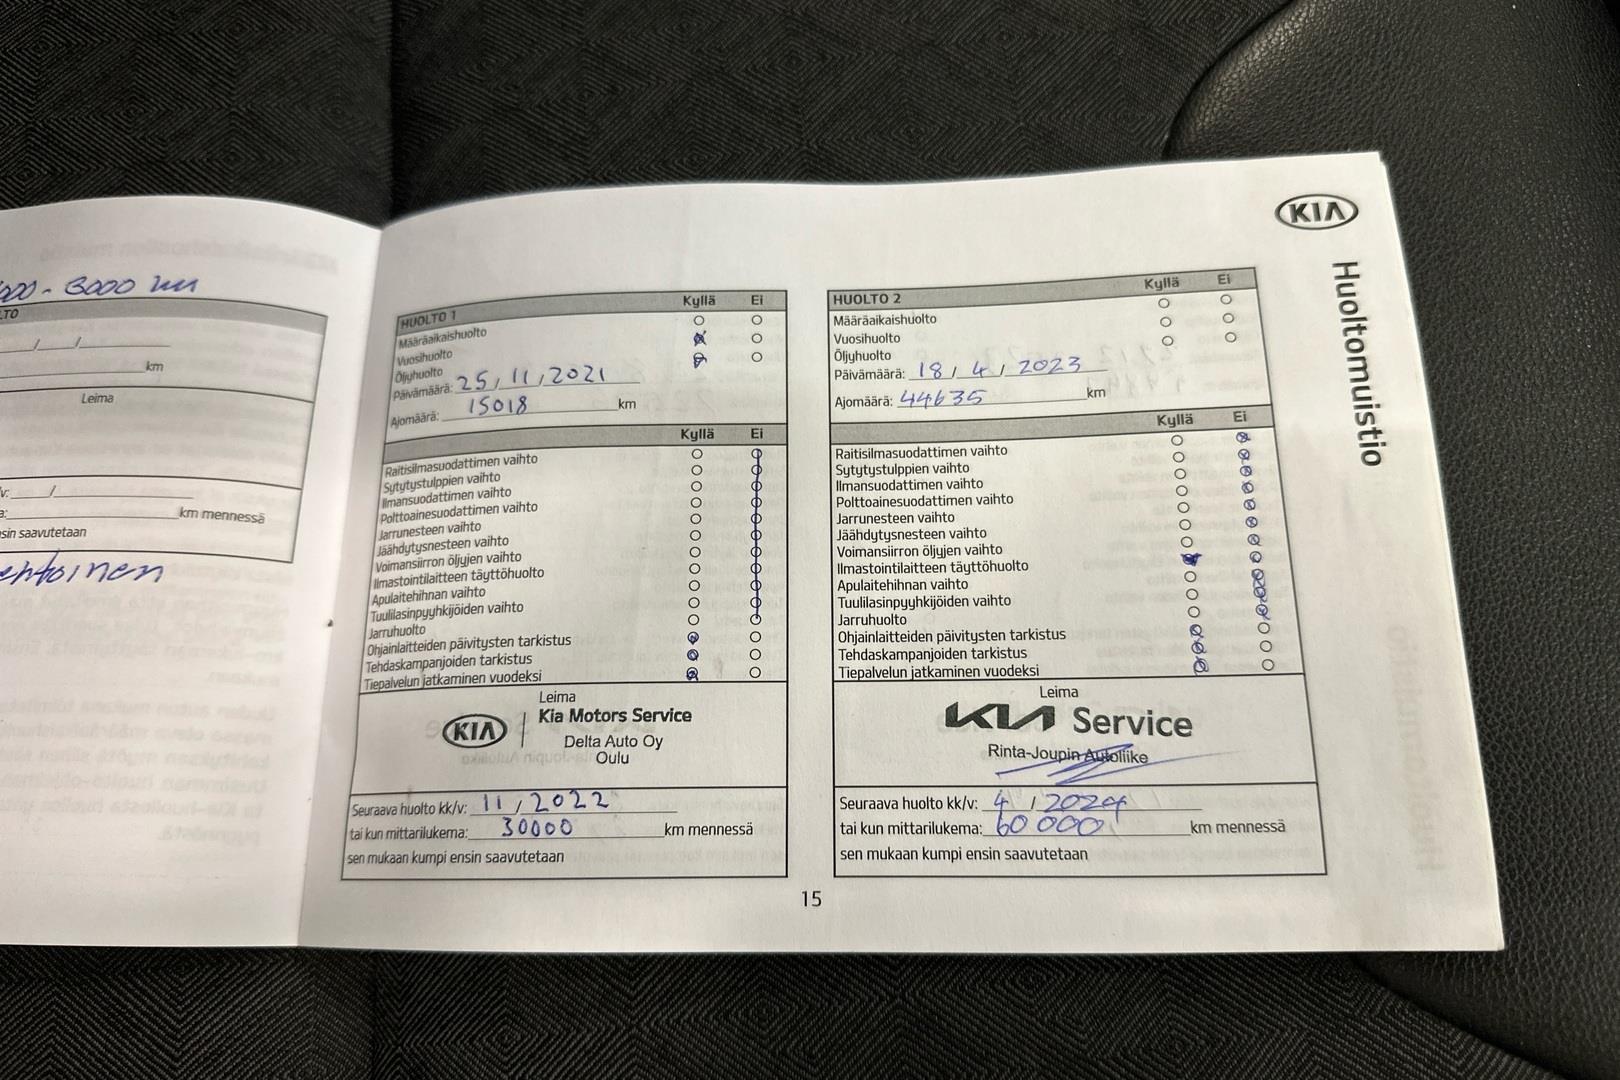 3000 km
LTO
/ /
km
Leima
/
km mennessä
sin saavutetaan
KIA
Huoltomuistio
HUOLTO 1 Kyllä Ei
Määräaikaishuolto
Vuosihuolto
Öljyhuolto
Päivämäärä: 25/11/2021
Ajomäärä: 15018 km
Kyllä Ei
Raitisilmasuodattimen vaihto
Sytytystulppien vaihto
Ilmansuodattimen vaihto
Polttoainesuodattimen vaihto
Jarrunesteen vaihto
Jäähdytysnesteen vaihto
Voimansiirron öljyjen vaihto
Ilmastointilaitteen täyttöhuolto
Apulaitehihnan vaihto
Tuulilasinpyyhkijöiden vaihto
Jarruhuolto
Ohjainlaitteiden päivitysten tarkistus
Tehdaskampanjoiden tarkistus
Tiepalvelun jatkaminen vuodeksi
Leima
KIA Kia Motors Service
Delta Auto Oy
Oulu
Seuraava huolto kk/v: 11/2022
tai kun mittarilukema: 30000 km mennessä
sen mukaan kumpi ensin saavutetaan
HUOLTO 2 Kyllä Ei
Määräaikaishuolto
Vuosihuolto
Öljyhuolto
Päivämäärä: 18/4/2023
Ajomäärä: 44635 km
Kyllä Ei
Raitisilmasuodattimen vaihto
Sytytystulppien vaihto
Ilmansuodattimen vaihto
Polttoainesuodattimen vaihto
Jarrunesteen vaihto
Jäähdytysnesteen vaihto
Voimansiirron öljyjen vaihto
Ilmastointilaitteen täyttöhuolto
Apulaitehihnan vaihto
Tuulilasinpyyhkijöiden vaihto
Jarruhuolto
Ohjainlaitteiden päivitysten tarkistus
Tehdaskampanjoiden tarkistus
Tiepalvelun jatkaminen vuodeksi
Leima
KIA Service
Rinta-Joupin Autoliike
Seuraava huolto kk/v: 4/2024
tai kun mittarilukema: 60 000 km mennessä
sen mukaan kumpi ensin saavutetaan
15